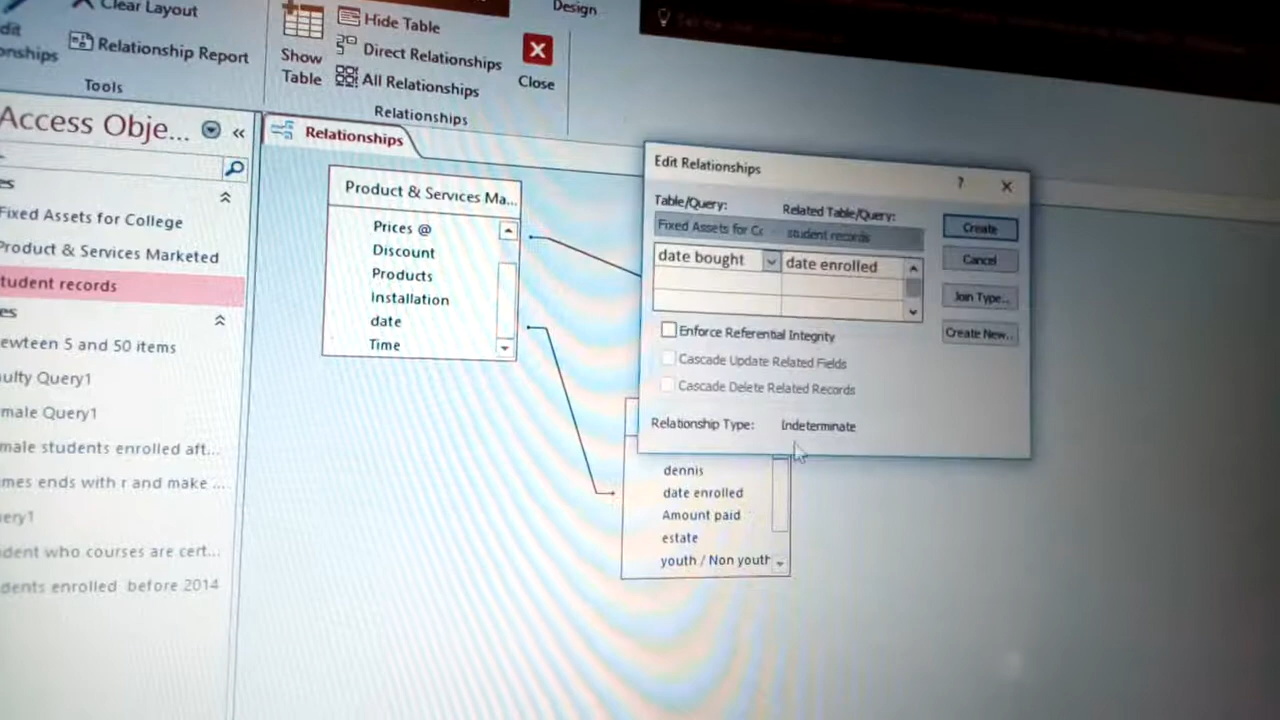 Clear Layout
Relationship Report
Tools
Show
Table
Hide Table
Direct Relationships
All Relationships
Relationships
Close
Design
Access Obje...
Fixed Assets for College
Product & Services Marketed
tudent records
ewteen 5 and 50 items
ulty Query1
male Query1
male students enrolled aft...
mes ends with r and make ...
ery1
dent who courses are cert...
dents enrolled before 2014
Relationships
Product & Services Ma...
Prices @
Discount
Products
Installation
date
Time
Edit Relationships
?
Table/Query:
Related Table/Query:
Fixed Assets for Cc
student records
date bought
date enrolled
Enforce Referential Integrity
Cascade Update Related Fields
Cascade Delete Related Records
Relationship Type:
Indeterminate
Create
Cancel
Join Type...
Create New...
dennis
date enrolled
Amount paid
estate
youth / Non youth